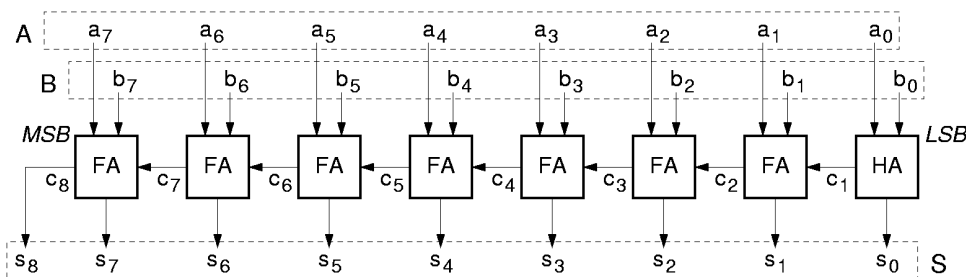 A a7 a6 a5 a4 a3 a2 a1 a0
B b7 b6 b5 b4 b3 b2 b1 b0
MSB LSB
FA FA FA FA FA FA FA HA
c8 c7 c6 c5 c4 c3 c2 c1
s8 s7 s6 s5 s4 s3 s2 s1 s0 S